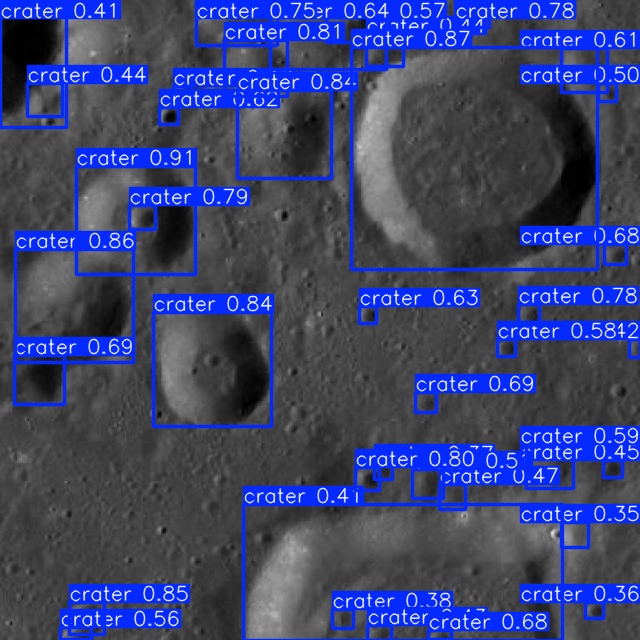 crater 0.41
crater 0.75
0.64
0.57
crater 0.78
crater 0.81
0.44
crater 0.87
crater 0.61
crater 0.44
crater 0.84
crater 0.50
crater 0.62
crater 0.91
crater 0.79
crater 0.86
crater 0.68
crater 0.84
crater 0.63
crater 0.78
crater 0.58
crater 0.69
crater 0.69
crater 0.59
crater 0.80
0.45
crater 0.47
crater 0.41
crater 0.35
crater 0.85
crater 0.38
crater 0.36
crater 0.56
crater 0.68